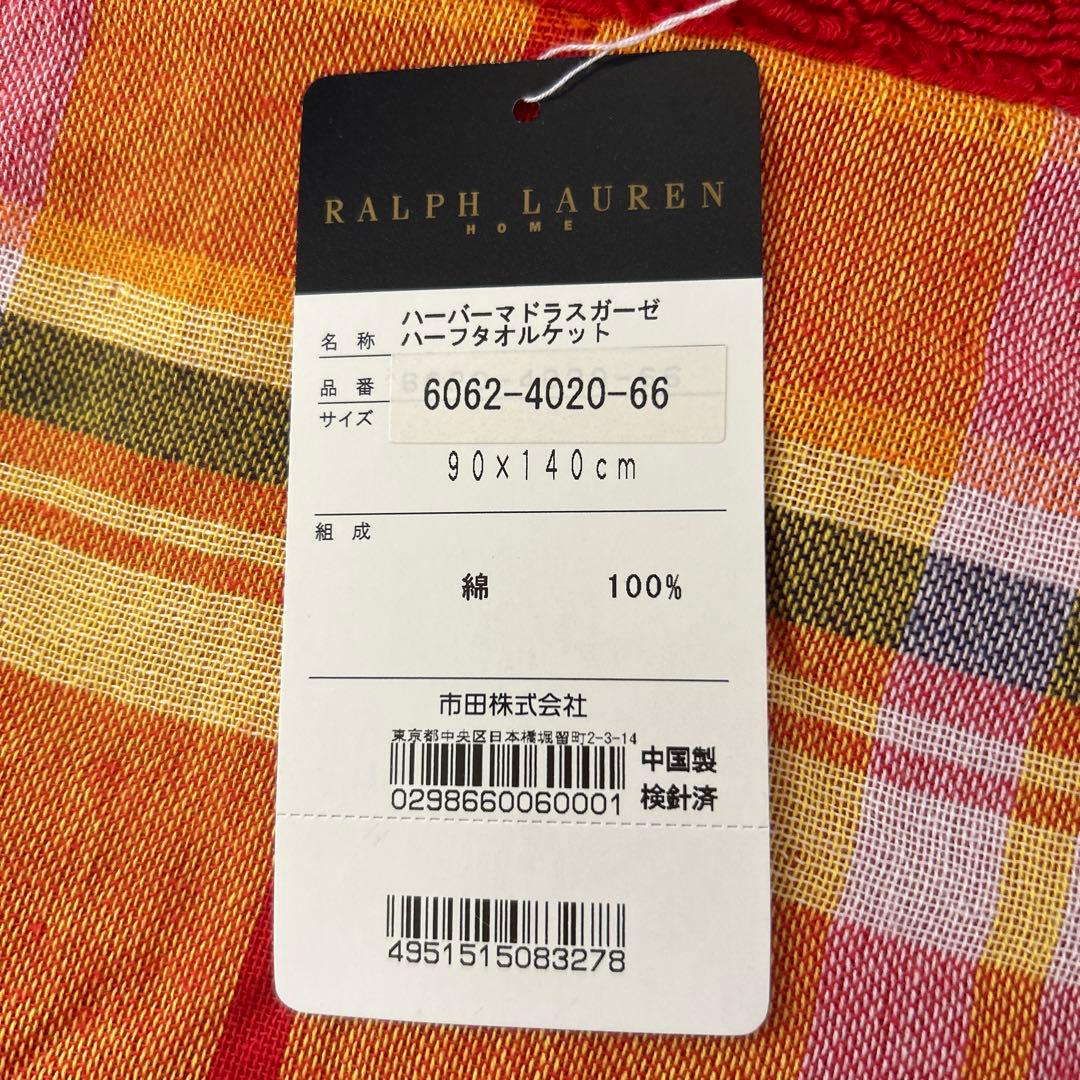 RALPH LAUREN
HOME
名 称 ハーバーマドラスガーゼ
ハーフタオルケット
品 番 6062-4020-66
サイズ
90×140cm
組 成
綿 100%
市田株式会社
東京都中央区日本橋堀留町2-3-14
中国製
0298660060001 検針済
4951515083278